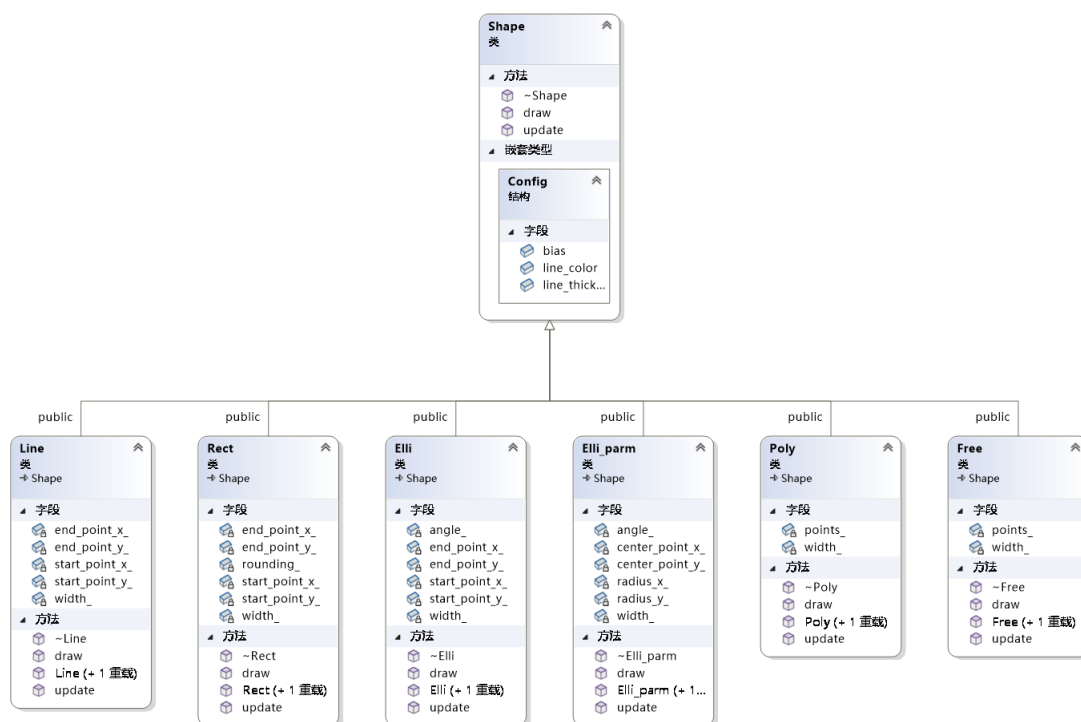 Shape
类
方法
~Shape
draw
update
嵌套类型
Config
结构
字段
bias
line_color
line_thick...
public
public
public
public
public
public
Line
类
Shape
字段
end_point_x_
end_point_y_
start_point_x_
start_point_y_
width_
方法
~Line
draw
Line (+ 1 重载)
update
Rect
类
Shape
字段
end_point_x_
end_point_y_
rounding_
start_point_x_
start_point_y_
width_
方法
~Rect
draw
Rect (+ 1 重载)
update
Elli
类
Shape
字段
angle_
end_point_x_
end_point_y_
start_point_x_
start_point_y_
width_
方法
~Elli
draw
Elli (+ 1 重载)
update
Elli_parm
类
Shape
字段
angle_
center_point_x_
center_point_y_
radius_x_
radius_y_
width_
方法
~Elli_parm
draw
Elli_parm (+ 1...
update
Poly
类
Shape
字段
points_
width_
方法
~Poly
draw
Poly (+ 1 重载)
update
Free
类
Shape
字段
points_
width_
方法
~Free
draw
Free (+ 1 重载)
update